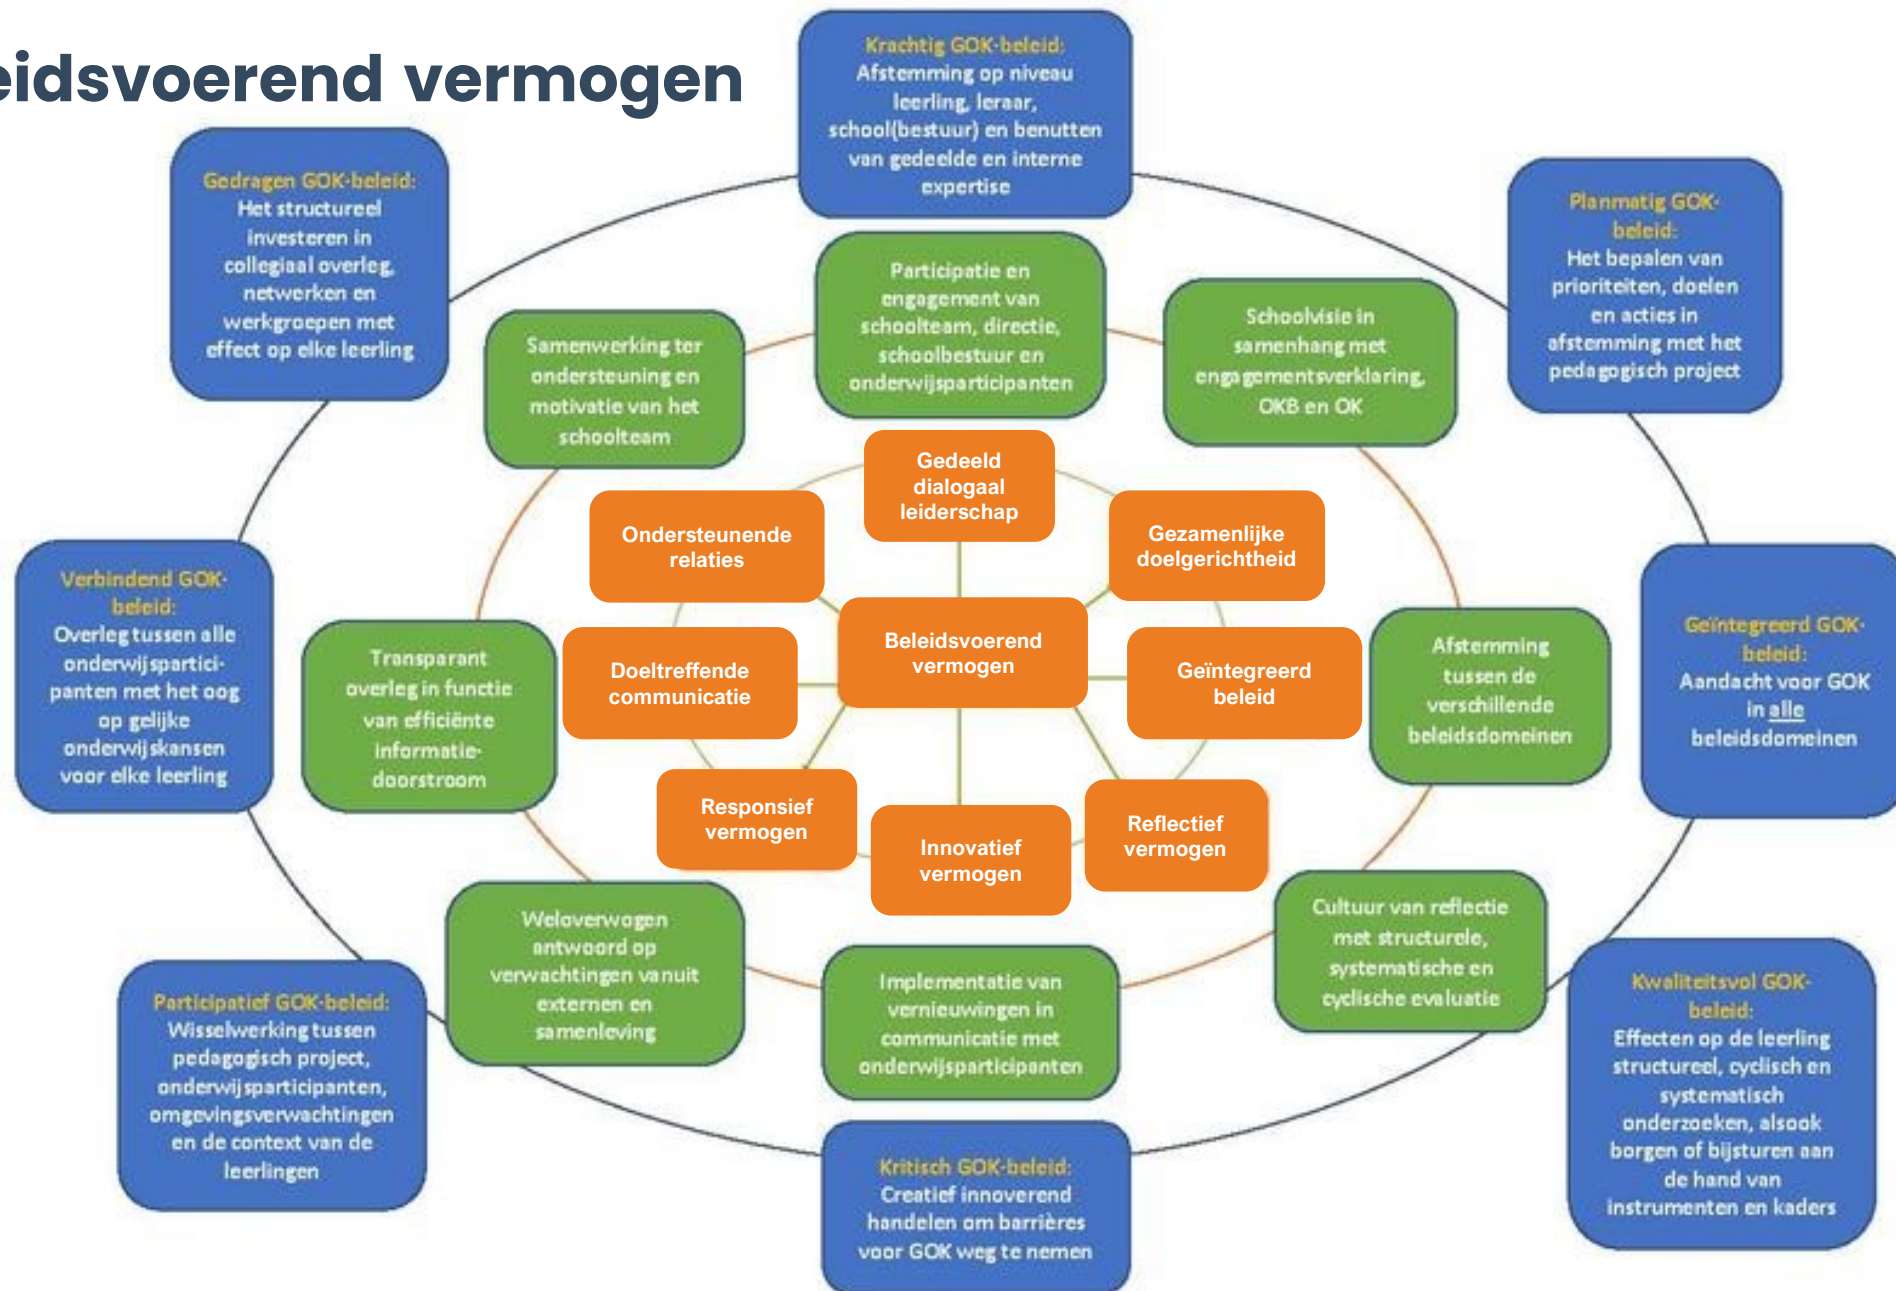 eidsvoerend vermogen
Krachtig GOK-beleid:
Afstemming op niveau
leerling, leraar,
school(bestuur) en benutten
van gedeelde en interne
expertise
Gedragen GOK-beleid:
Het structureel
investeren in
collegiaal overleg,
netwerken en
werkgroepen met
effect op elke leerling
Planmatig GOK-
beleid:
Het bepalen van
prioriteiten, doelen
en acties in
afstemming met het
pedagogisch project
Participatie en
engagement van
schoolteam, directie,
schoolbestuur en
onderwijsparticipanten
Samenwerking ter
ondersteuning en
motivatie van het
schoolteam
Schoolvisie in
samenhang met
engagementsverklaring,
OKB en OK
Gedeeld
dialogaal
leiderschap
Ondersteunende
relaties
Gezamenlijke
doelgerichtheid
Verbindend GOK-
beleid:
Overleg tussen alle
onderwijspartici-
panten met het oog
op gelijke
onderwijskansen
voor elke leerling
Transparant
overleg in functie
van efficiënte
informatie-
doorstroom
Doeltreffende
communicatie
Beleidsvoerend
vermogen
Geïntegreerd
beleid
Afstemming
tussen de
verschillende
beleidsdomeinen
Geïntegreerd GOK-
beleid:
Aandacht voor GOK
in alle
beleidsdomeinen
Responsief
vermogen
Innovatief
vermogen
Reflectief
vermogen
Weloverwogen
antwoord op
verwachtingen vanuit
externen en
samenleving
Implementatie van
vernieuwingen in
communicatie met
onderwijsparticipanten
Cultuur van reflectie
met structurele,
systematische en
cyclische evaluatie
Participatief GOK-beleid:
Wisselwerking tussen
pedagogisch project,
onderwijsparticipanten,
omgevingsverwachtingen
en de context van de
leerlingen
Kritisch GOK-beleid:
Creatief innoverend
handelen om barrières
voor GOK weg te nemen
Kwaliteitsvol GOK-
beleid:
Effecten op de leerling
structureel, cyclisch en
systematisch
onderzoeken, alsook
borgen of bijsturen aan
de hand van
instrumenten en kaders